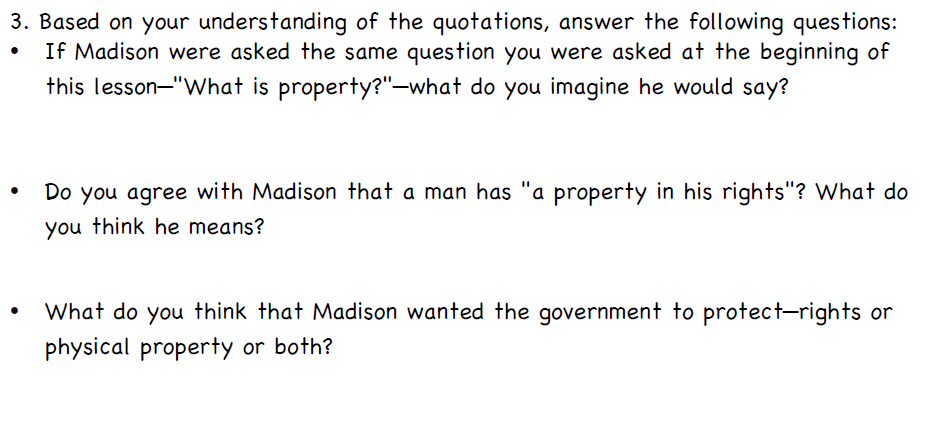 3. Based on your understanding of the quotations, answer the following questions:
• If Madison were asked the same question you were asked at the beginning of
this lesson—"What is property?"—what do you imagine he would say?
• Do you agree with Madison that a man has "a property in his rights"? What do
you think he means?
• What do you think that Madison wanted the government to protect—rights or
physical property or both?